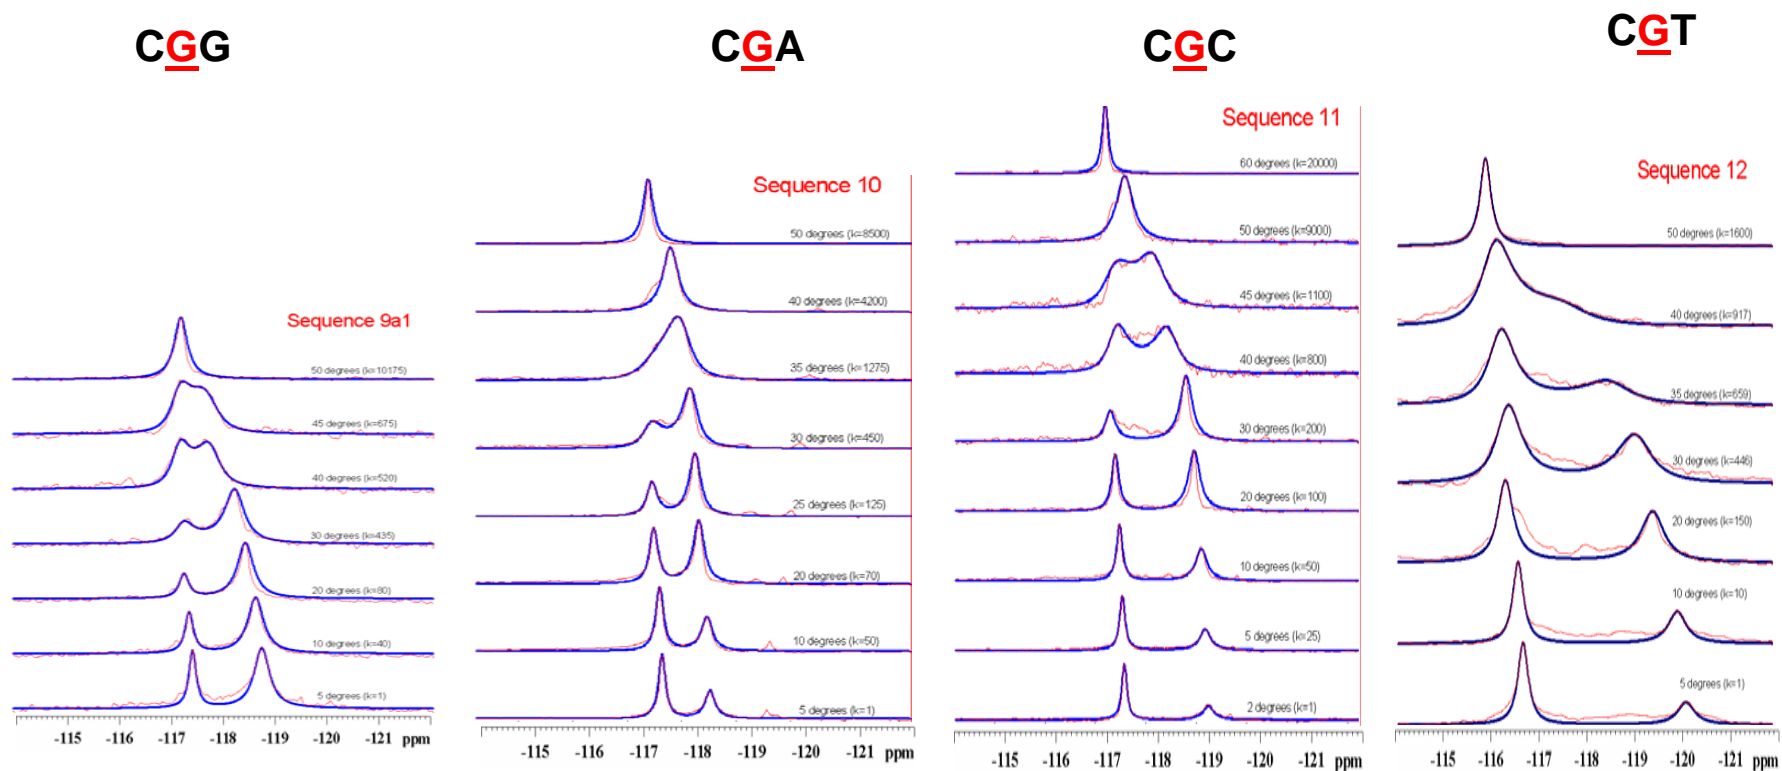 CGG
CGA
CGC
CGT
Sequence 9a1
50 degrees (k=10175)
45 degrees (k=675)
40 degrees (k=520)
30 degrees (k=435)
20 degrees (k=80)
10 degrees (k=40)
5 degrees (k=1)
-115 -116 -117 -118 -119 -120 -121 ppm
Sequence 10
50 degrees (k=8500)
40 degrees (k=4200)
35 degrees (k=1275)
30 degrees (k=450)
25 degrees (k=125)
20 degrees (k=70)
10 degrees (k=50)
5 degrees (k=1)
-115 -116 -117 -118 -119 -120 -121 ppm
Sequence 11
60 degrees (k=20000)
50 degrees (k=9000)
45 degrees (k=1100)
40 degrees (k=800)
30 degrees (k=200)
20 degrees (k=100)
10 degrees (k=50)
5 degrees (k=25)
2 degrees (k=1)
-115 -116 -117 -118 -119 -120 -121 ppm
Sequence 12
50 degrees (k=1600)
40 degrees (k=917)
35 degrees (k=659)
30 degrees (k=446)
20 degrees (k=150)
10 degrees (k=10)
5 degrees (k=1)
-115 -116 -117 -118 -119 -120 -121 ppm